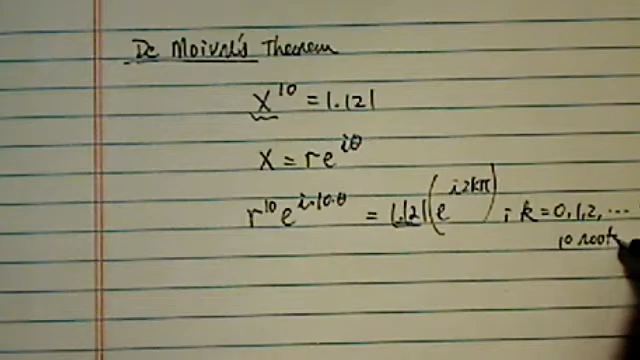 De Moivre's Theorem
x^10 = 1.121
x = re^iθ
r^10 e^i·10·θ = 1.121(e^i2kπ) ; k = 0,1,2, ...
10 roots